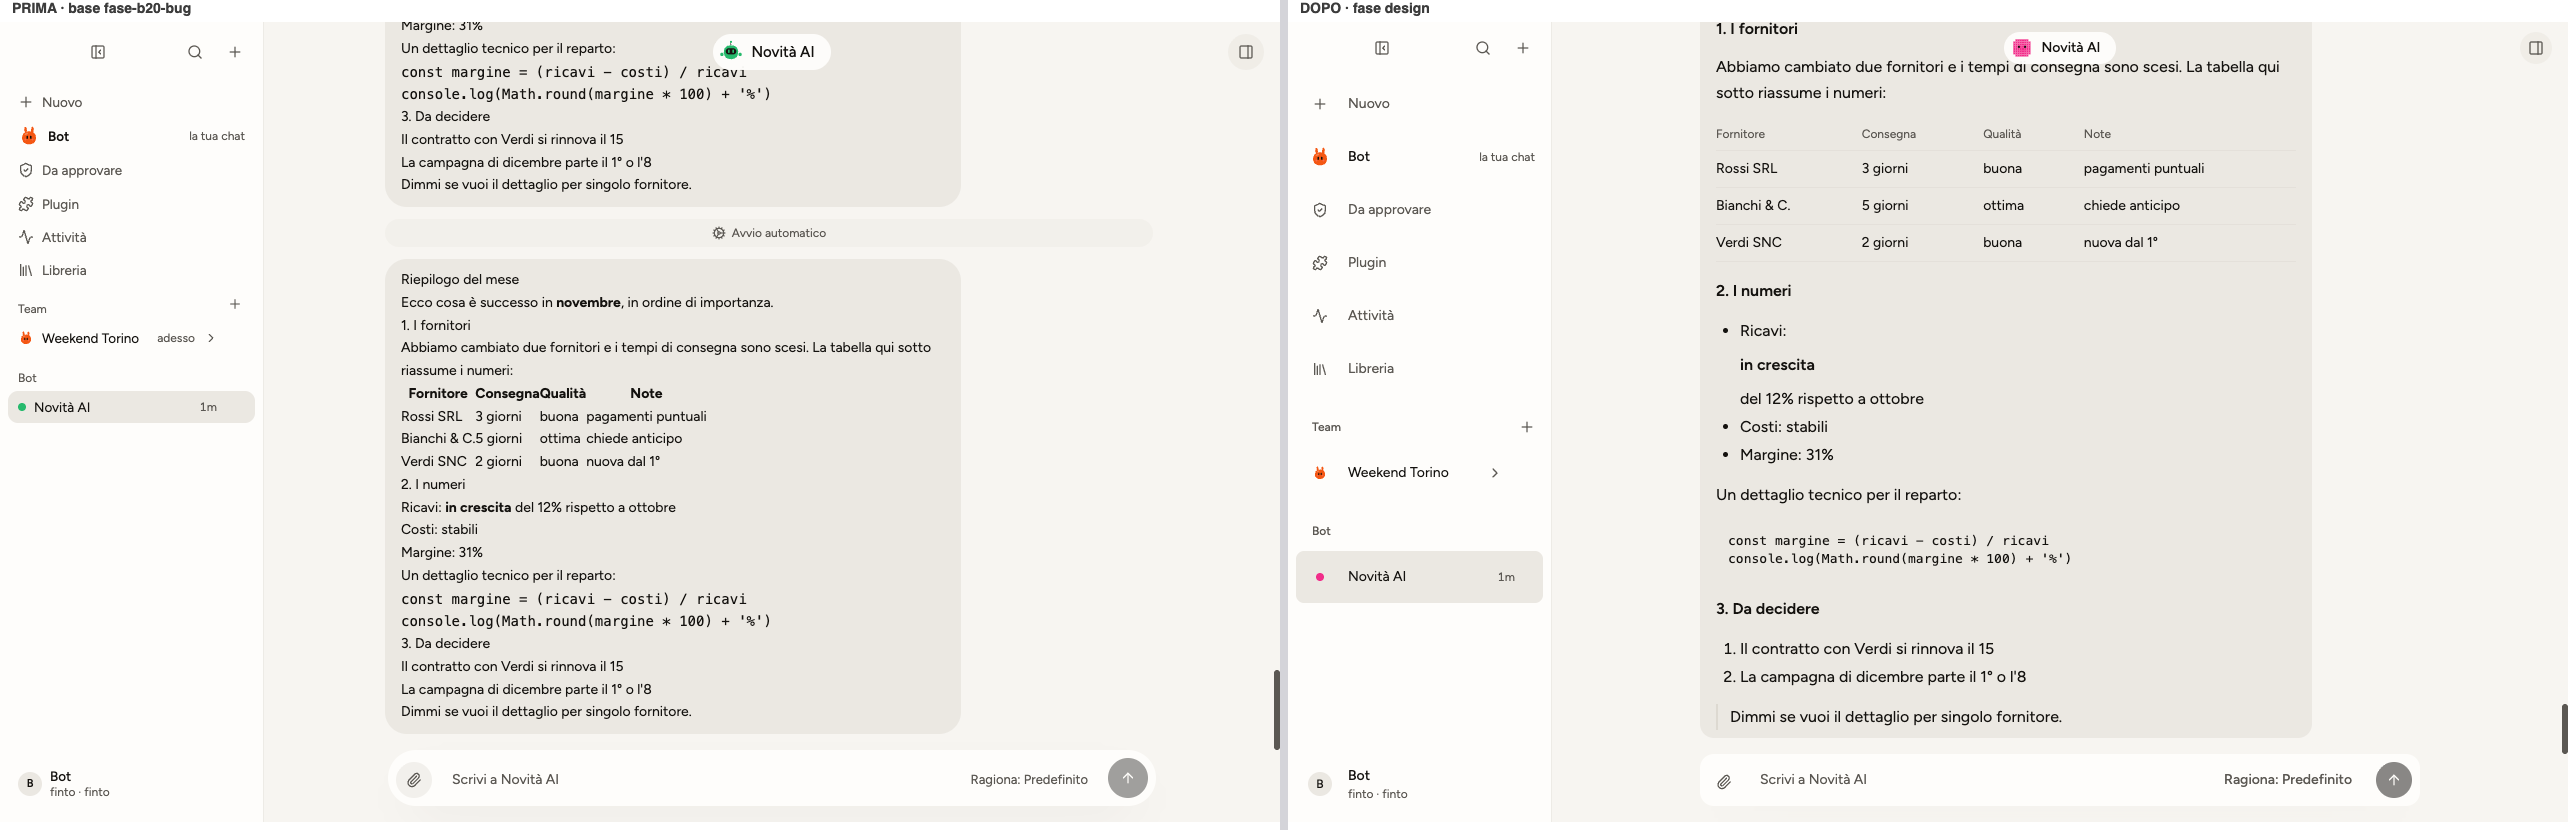 PRIMA · base fase-b20-bug
Nuovo
Bot la tua chat
Da approvare
Plugin
Attività
Libreria
Team
Weekend Torino adesso
Bot
Novità AI 1m
Bot
B
finto · finto
Novità AI
Margine: 31%
Un dettaglio tecnico per il reparto:
const margine = (ricavi − costi) / ricavi
console.log(Math.round(margine * 100) + '%')
3. Da decidere
Il contratto con Verdi si rinnova il 15
La campagna di dicembre parte il 1° o l'8
Dimmi se vuoi il dettaglio per singolo fornitore.
Avvio automatico
Riepilogo del mese
Ecco cosa è successo in novembre, in ordine di importanza.
1. I fornitori
Abbiamo cambiato due fornitori e i tempi di consegna sono scesi. La tabella qui sotto
riassume i numeri:
Fornitore Consegna Qualità Note
Rossi SRL 3 giorni buona pagamenti puntuali
Bianchi & C. 5 giorni ottima chiede anticipo
Verdi SNC 2 giorni buona nuova dal 1°
2. I numeri
Ricavi: in crescita del 12% rispetto a ottobre
Costi: stabili
Margine: 31%
Un dettaglio tecnico per il reparto:
const margine = (ricavi − costi) / ricavi
console.log(Math.round(margine * 100) + '%')
3. Da decidere
Il contratto con Verdi si rinnova il 15
La campagna di dicembre parte il 1° o l'8
Dimmi se vuoi il dettaglio per singolo fornitore.
Scrivi a Novità AI Ragiona: Predefinito
DOPO · fase design
Nuovo
Bot la tua chat
Da approvare
Plugin
Attività
Libreria
Team
Weekend Torino
Bot
Novità AI 1m
Bot
B
finto · finto
Novità AI
1. I fornitori
Abbiamo cambiato due fornitori e i tempi di consegna sono scesi. La tabella qui
sotto riassume i numeri:
Fornitore Consegna Qualità Note
Rossi SRL 3 giorni buona pagamenti puntuali
Bianchi & C. 5 giorni ottima chiede anticipo
Verdi SNC 2 giorni buona nuova dal 1°
2. I numeri
• Ricavi:
in crescita
del 12% rispetto a ottobre
• Costi: stabili
• Margine: 31%
Un dettaglio tecnico per il reparto:
const margine = (ricavi − costi) / ricavi
console.log(Math.round(margine * 100) + '%')
3. Da decidere
1. Il contratto con Verdi si rinnova il 15
2. La campagna di dicembre parte il 1° o l'8
Dimmi se vuoi il dettaglio per singolo fornitore.
Scrivi a Novità AI Ragiona: Predefinito